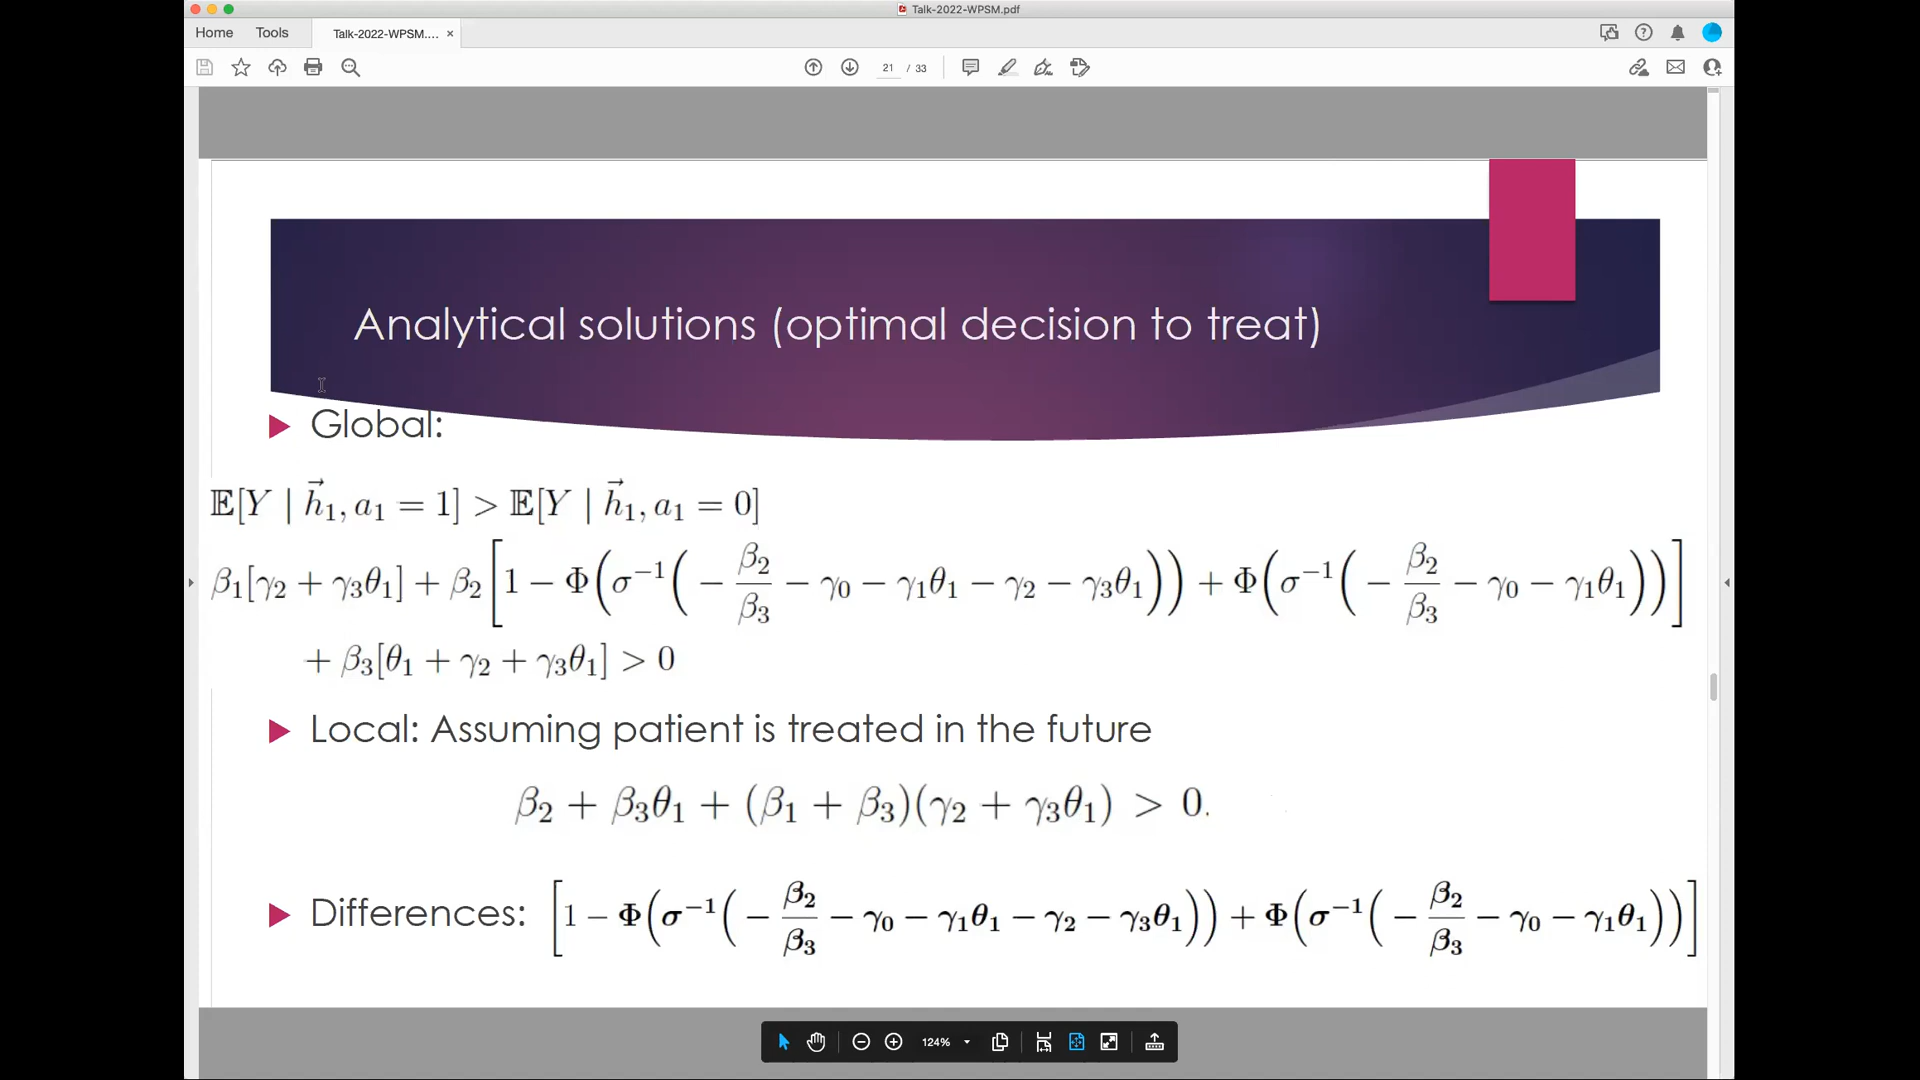 Talk-2022-WPSM.pdf
Home Tools Talk-2022-WPSM.... ×
21 / 33
Analytical solutions (optimal decision to treat)
Global:
𝔼[Y | h⃗₁, a₁ = 1] > 𝔼[Y | h⃗₁, a₁ = 0]
β₁[γ₂ + γ₃θ₁] + β₂[1 − Φ(σ⁻¹(− β₂/β₃ − γ₀ − γ₁θ₁ − γ₂ − γ₃θ₁)) + Φ(σ⁻¹(− β₂/β₃ − γ₀ − γ₁θ₁))]
+ β₃[θ₁ + γ₂ + γ₃θ₁] > 0
Local: Assuming patient is treated in the future
β₂ + β₃θ₁ + (β₁ + β₃)(γ₂ + γ₃θ₁) > 0.
Differences: [1 − Φ(σ⁻¹(− β₂/β₃ − γ₀ − γ₁θ₁ − γ₂ − γ₃θ₁)) + Φ(σ⁻¹(− β₂/β₃ − γ₀ − γ₁θ₁))]
124%